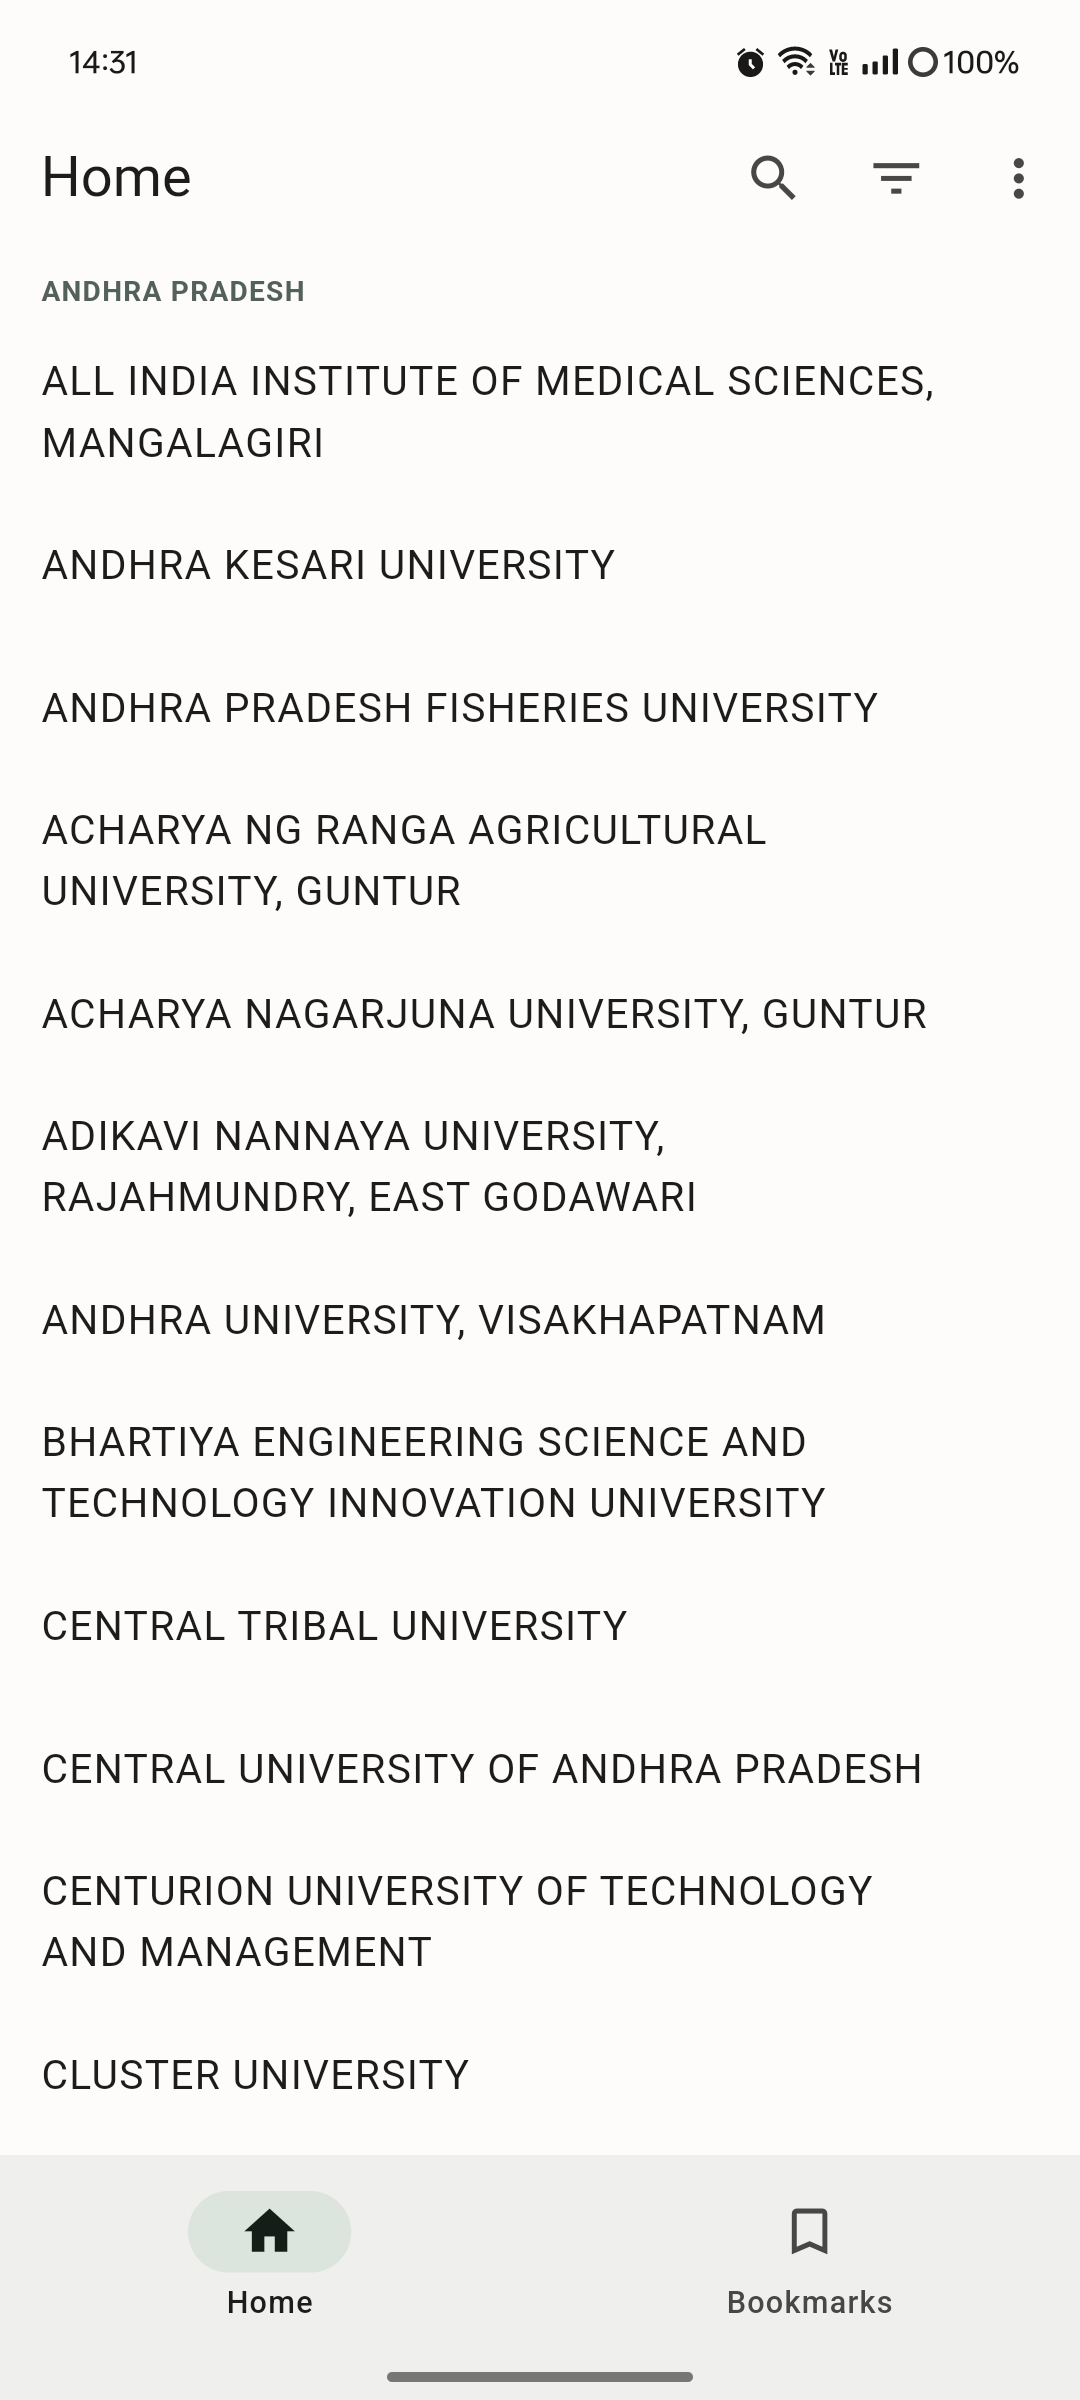 14:31
Vo
LTE
100%
Home
ANDHRA PRADESH
ALL INDIA INSTITUTE OF MEDICAL SCIENCES,
MANGALAGIRI
ANDHRA KESARI UNIVERSITY
ANDHRA PRADESH FISHERIES UNIVERSITY
ACHARYA NG RANGA AGRICULTURAL
UNIVERSITY, GUNTUR
ACHARYA NAGARJUNA UNIVERSITY, GUNTUR
ADIKAVI NANNAYA UNIVERSITY,
RAJAHMUNDRY, EAST GODAWARI
ANDHRA UNIVERSITY, VISAKHAPATNAM
BHARTIYA ENGINEERING SCIENCE AND
TECHNOLOGY INNOVATION UNIVERSITY
CENTRAL TRIBAL UNIVERSITY
CENTRAL UNIVERSITY OF ANDHRA PRADESH
CENTURION UNIVERSITY OF TECHNOLOGY
AND MANAGEMENT
CLUSTER UNIVERSITY
Home
Bookmarks